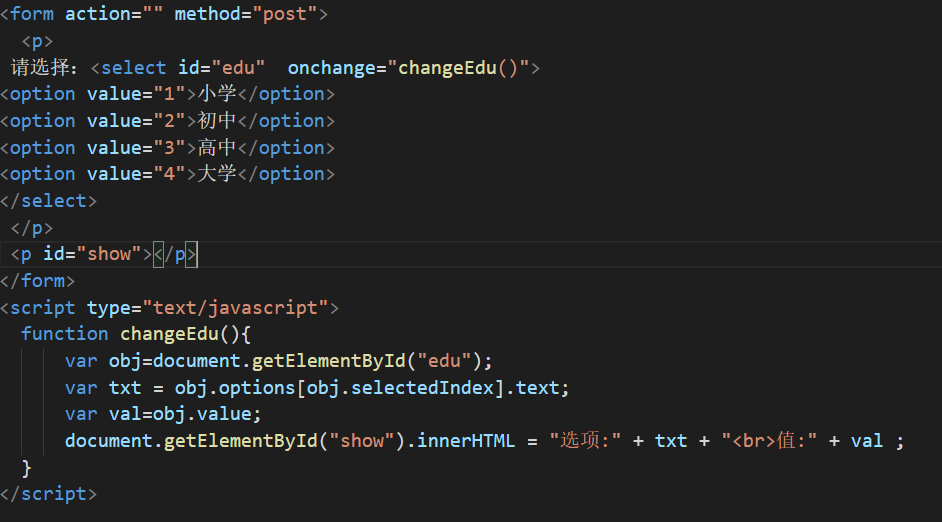 <form action="" method="post">
<p>
请选择：<select id="edu"  onchange="changeEdu()">
<option value="1">小学</option>
<option value="2">初中</option>
<option value="3">高中</option>
<option value="4">大学</option>
</select>
</p>
<p id="show"></p>
</form>
<script type="text/javascript">
function changeEdu(){
var obj=document.getElementById("edu");
var txt = obj.options[obj.selectedIndex].text;
var val=obj.value;
document.getElementById("show").innerHTML = "选项:" + txt + "<br>值:" + val ;
}
</script>